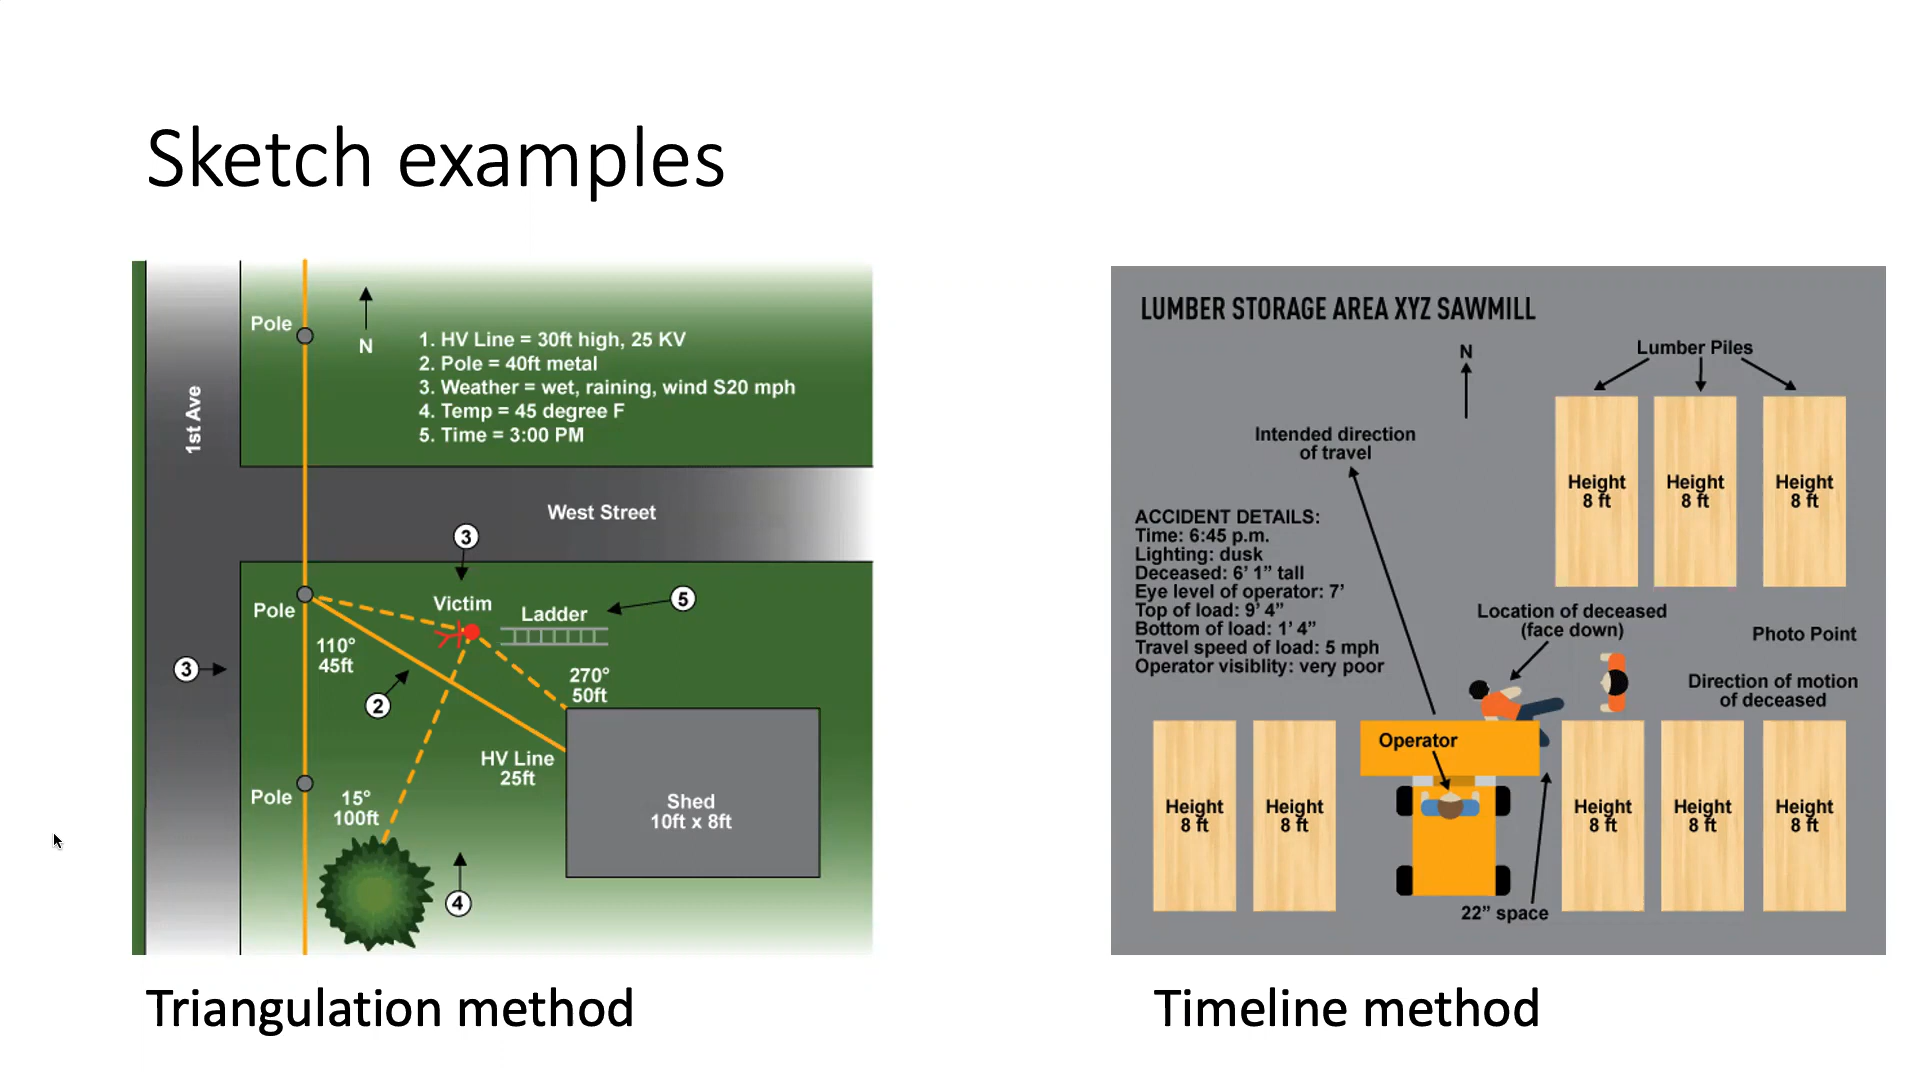 Sketch examples
Pole
N
1. HV Line = 30ft high, 25 KV
2. Pole = 40ft metal
3. Weather = wet, raining, wind S20 mph
4. Temp = 45 degree F
5. Time = 3:00 PM
1st Ave
West Street
3
Victim
Ladder
5
Pole
110°
45ft
3
2
270°
50ft
HV Line
25ft
Pole
15°
100ft
Shed
10ft x 8ft
4
Triangulation method
LUMBER STORAGE AREA XYZ SAWMILL
N
Lumber Piles
Intended direction
of travel
Height
8 ft
Height
8 ft
Height
8 ft
ACCIDENT DETAILS:
Time: 6:45 p.m.
Lighting: dusk
Deceased: 6’ 1” tall
Eye level of operator: 7’
Top of load: 9’ 4”
Bottom of load: 1’ 4”
Travel speed of load: 5 mph
Operator visiblity: very poor
Location of deceased
(face down)
Photo Point
Direction of motion
of deceased
Operator
Height
8 ft
Height
8 ft
Height
8 ft
Height
8 ft
Height
8 ft
22” space
Timeline method